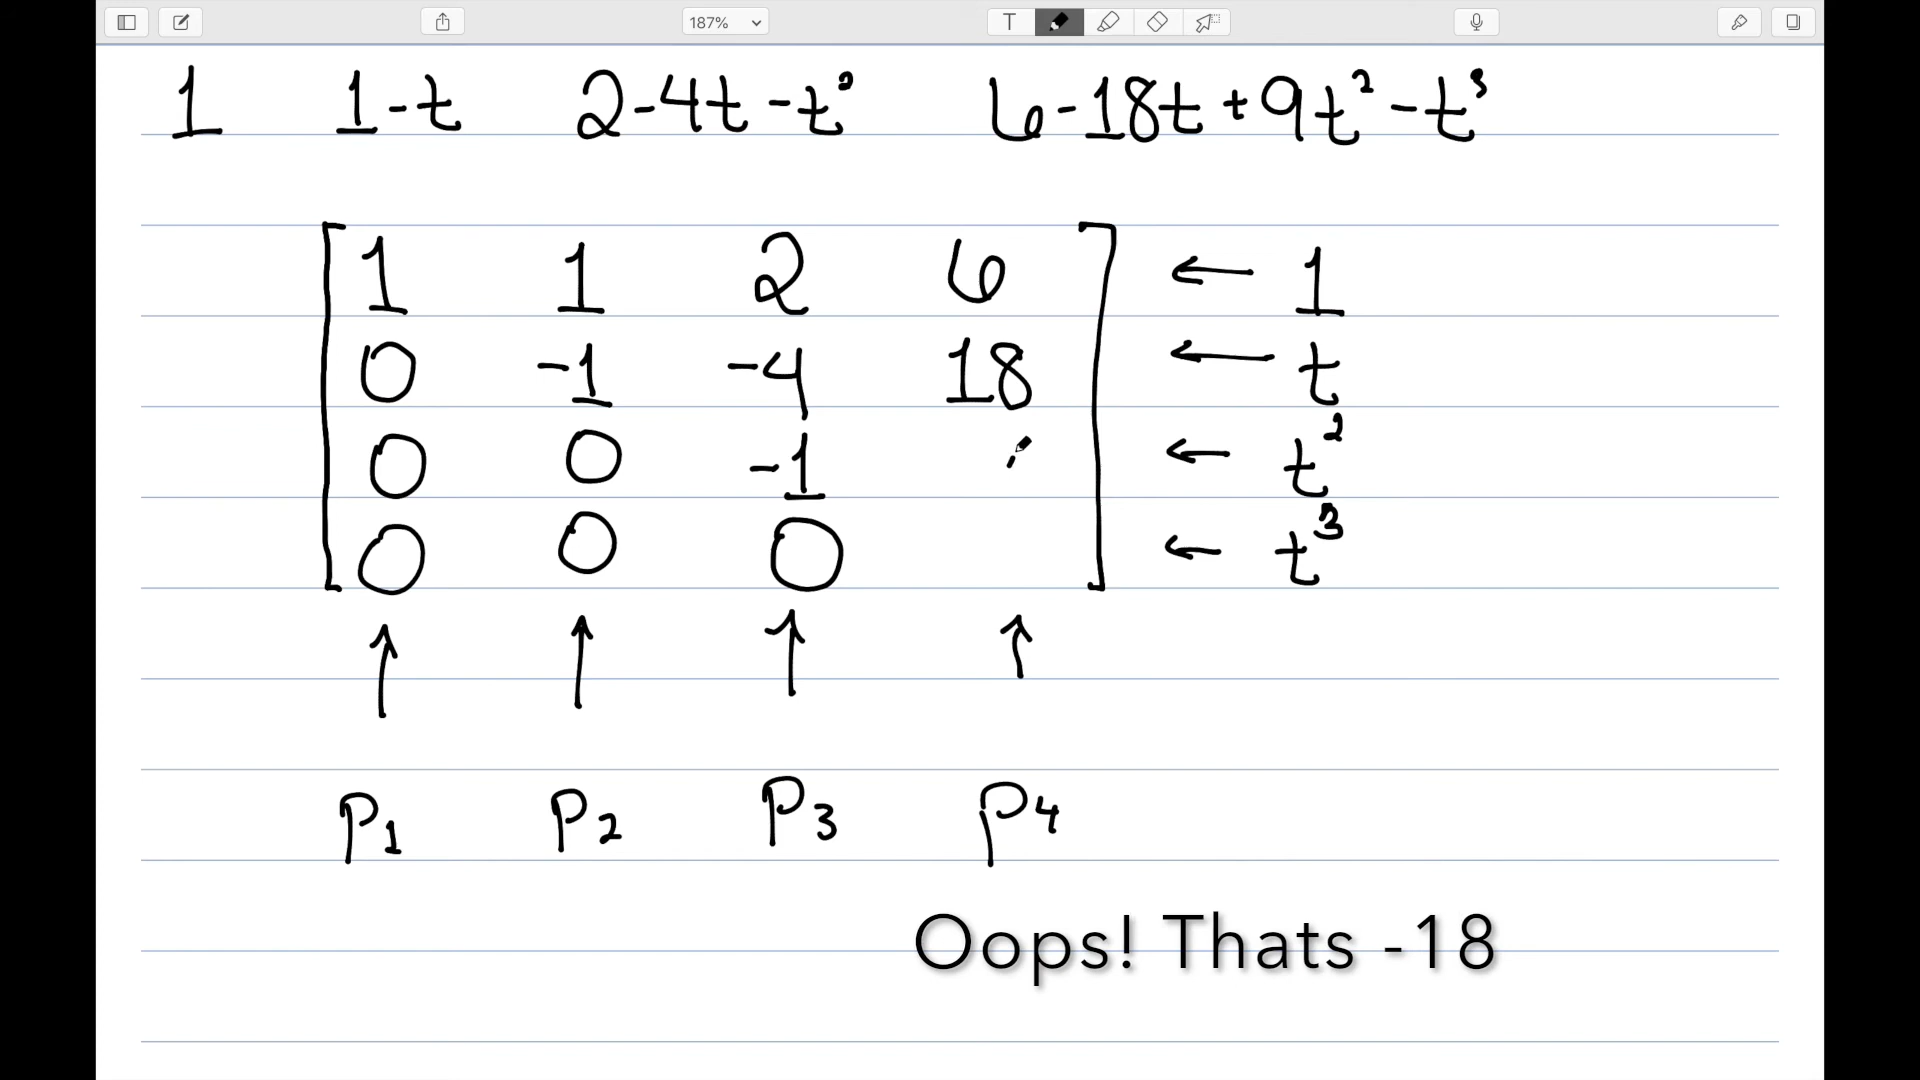 187% T
1 1-t 2-4t-t² 6-18t+9t²-t³
1 1 2 6 ← 1
0 -1 -4 18 ← t
0 0 -1 ← t²
0 0 0 ← t³
↑ ↑ ↑ ↑
P₁ P₂ P₃ P₄
Oops! Thats -18